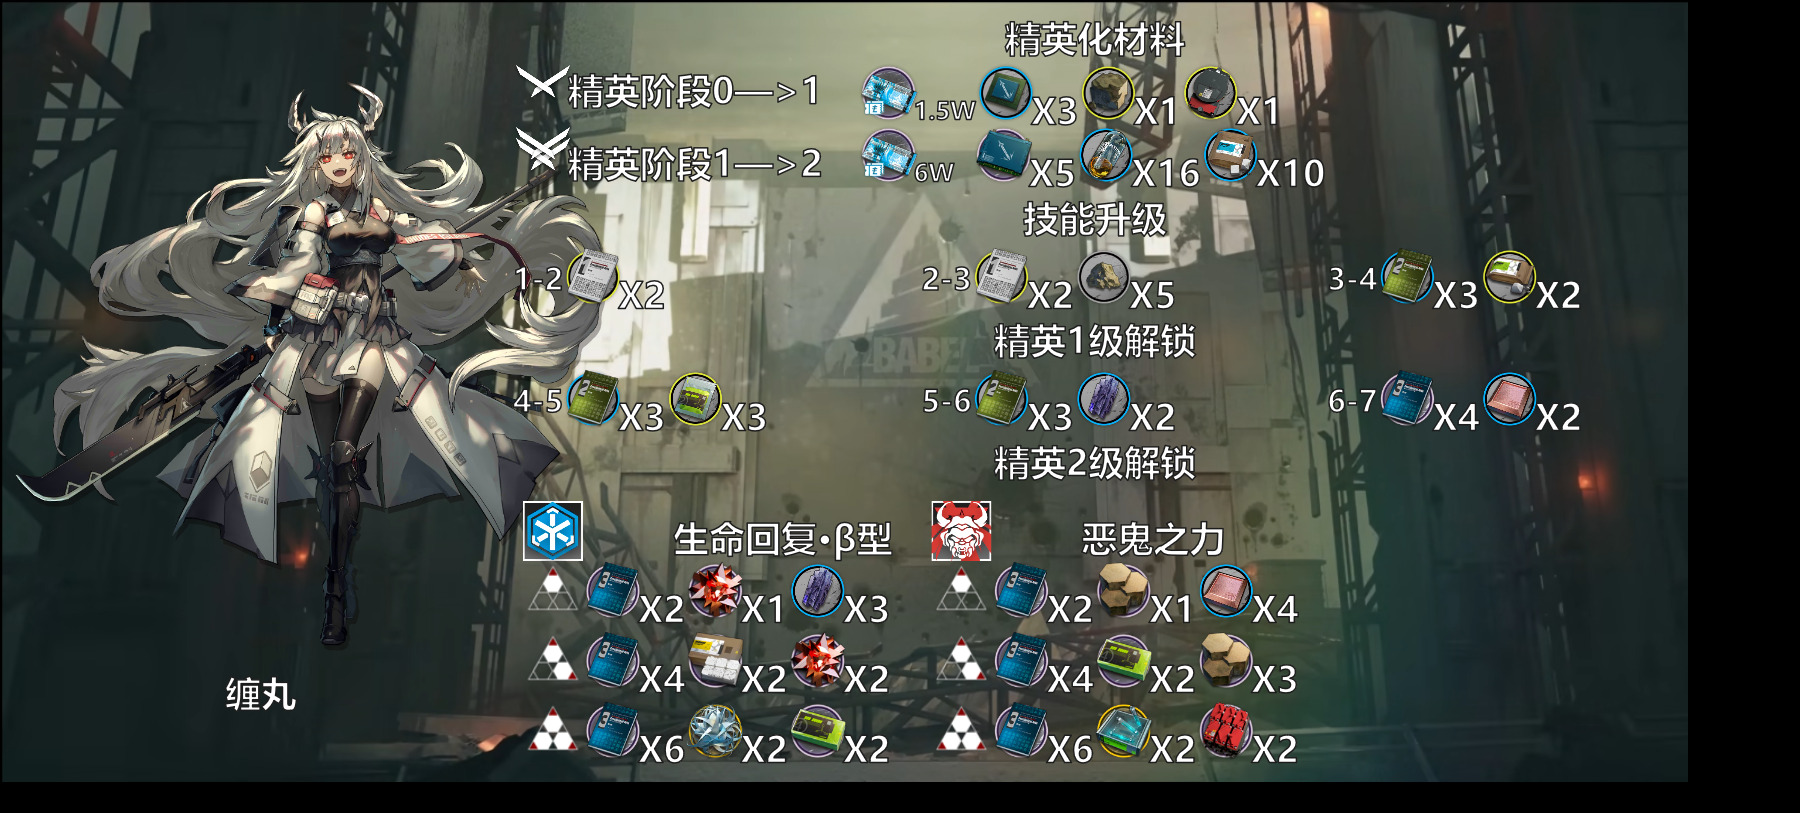 精英化材料
精英阶段0—>1 1.5W X3 X1 X1
精英阶段1—>2 6W X5 X16 X10
技能升级
1-2 X2 2-3 X2 X5 3-4 X3 X2
精英1级解锁
BABEL
4-5 X3 X3 5-6 X3 X2 6-7 X4 X2
精英2级解锁
生命回复·β型 恶鬼之力
X2 X1 X3 X2 X1 X4
X4 X2 X2 X4 X2 X3
缠丸
X6 X2 X2 X6 X2 X2